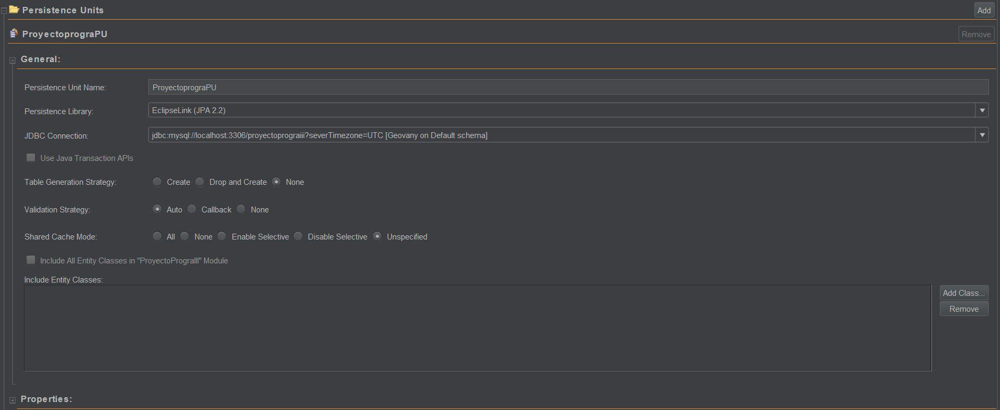 Persistence Units
Add
ProyectoprograPU
Remove
General:
Persistence Unit Name: ProyectoprograPU
Persistence Library: EclipseLink (JPA 2.2)
JDBC Connection: jdbc:mysql://localhost:3306/proyectoprograiii?severTimezone=UTC [Geovany on Default schema]
Use Java Transaction APIs
Table Generation Strategy: Create Drop and Create None
Validation Strategy: Auto Callback None
Shared Cache Mode: All None Enable Selective Disable Selective Unspecified
Include All Entity Classes in "ProyectoPrograIII" Module
Include Entity Classes:
Add Class...
Remove
Properties: